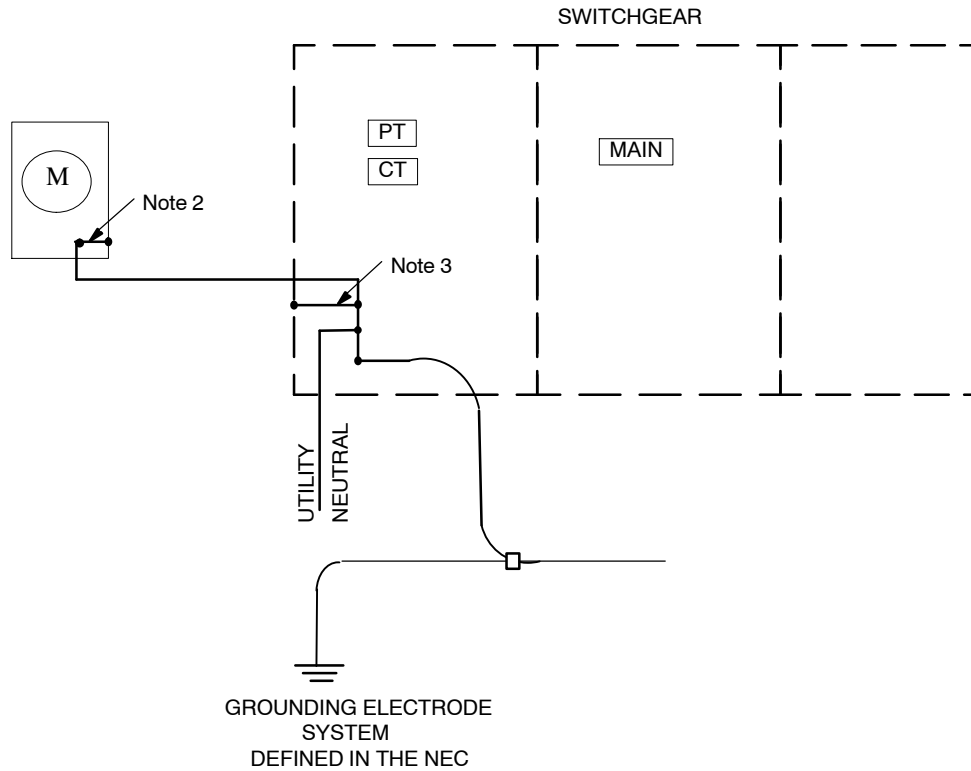 SWITCHGEAR
PT
CT
MAIN
M
Note 2
Note 3
UTILITY
NEUTRAL
GROUNDING ELECTRODE
SYSTEM
DEFINED IN THE NEC